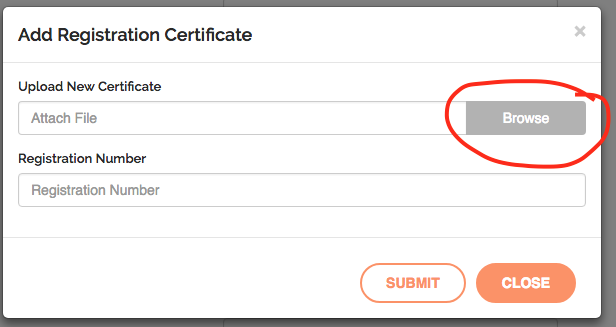 Add Registration Certificate ×
Upload New Certificate
Attach File Browse
Registration Number
Registration Number
SUBMIT CLOSE